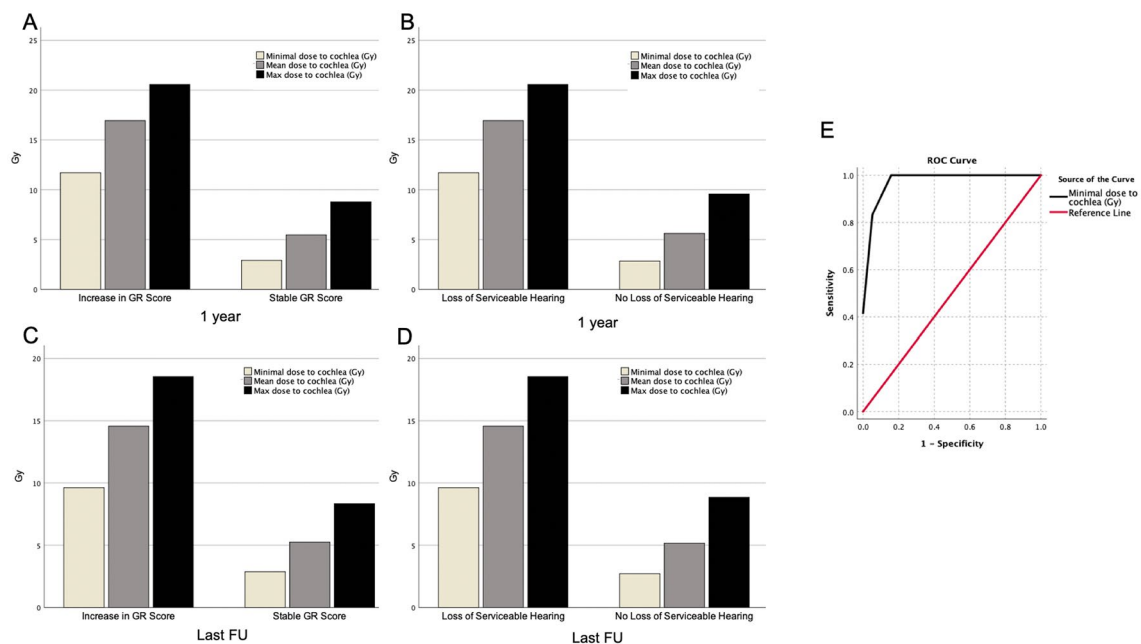 A
25
20
15
10
5
0
Gy
Minimal dose to cochlea (Gy)
Mean dose to cochlea (Gy)
Max dose to cochlea (Gy)
Increase in GR Score
Stable GR Score
1 year
B
25
20
15
10
5
0
Gy
Minimal dose to cochlea (Gy)
Mean dose to cochlea (Gy)
Max dose to cochlea (Gy)
Loss of Serviceable Hearing
No Loss of Serviceable Hearing
1 year
C
20
15
10
5
0
Gy
Minimal dose to cochlea (Gy)
Mean dose to cochlea (Gy)
Max dose to cochlea (Gy)
Increase in GR Score
Stable GR Score
Last FU
D
20
15
10
5
0
Gy
Minimal dose to cochlea (Gy)
Mean dose to cochlea (Gy)
Max dose to cochlea (Gy)
Loss of Serviceable Hearing
No Loss of Serviceable Hearing
Last FU
E
ROC Curve
Source of the Curve
Minimal dose to
cochlea (Gy)
Reference Line
Sensitivity
1.0
0.8
0.6
0.4
0.2
0.0
0.0 0.2 0.4 0.6 0.8 1.0
1 - Specificity